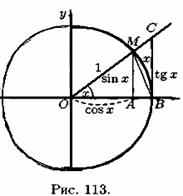 y
C
M
1
x
sin x
tg x
x
O
A
B
cos x
Рис. 113.